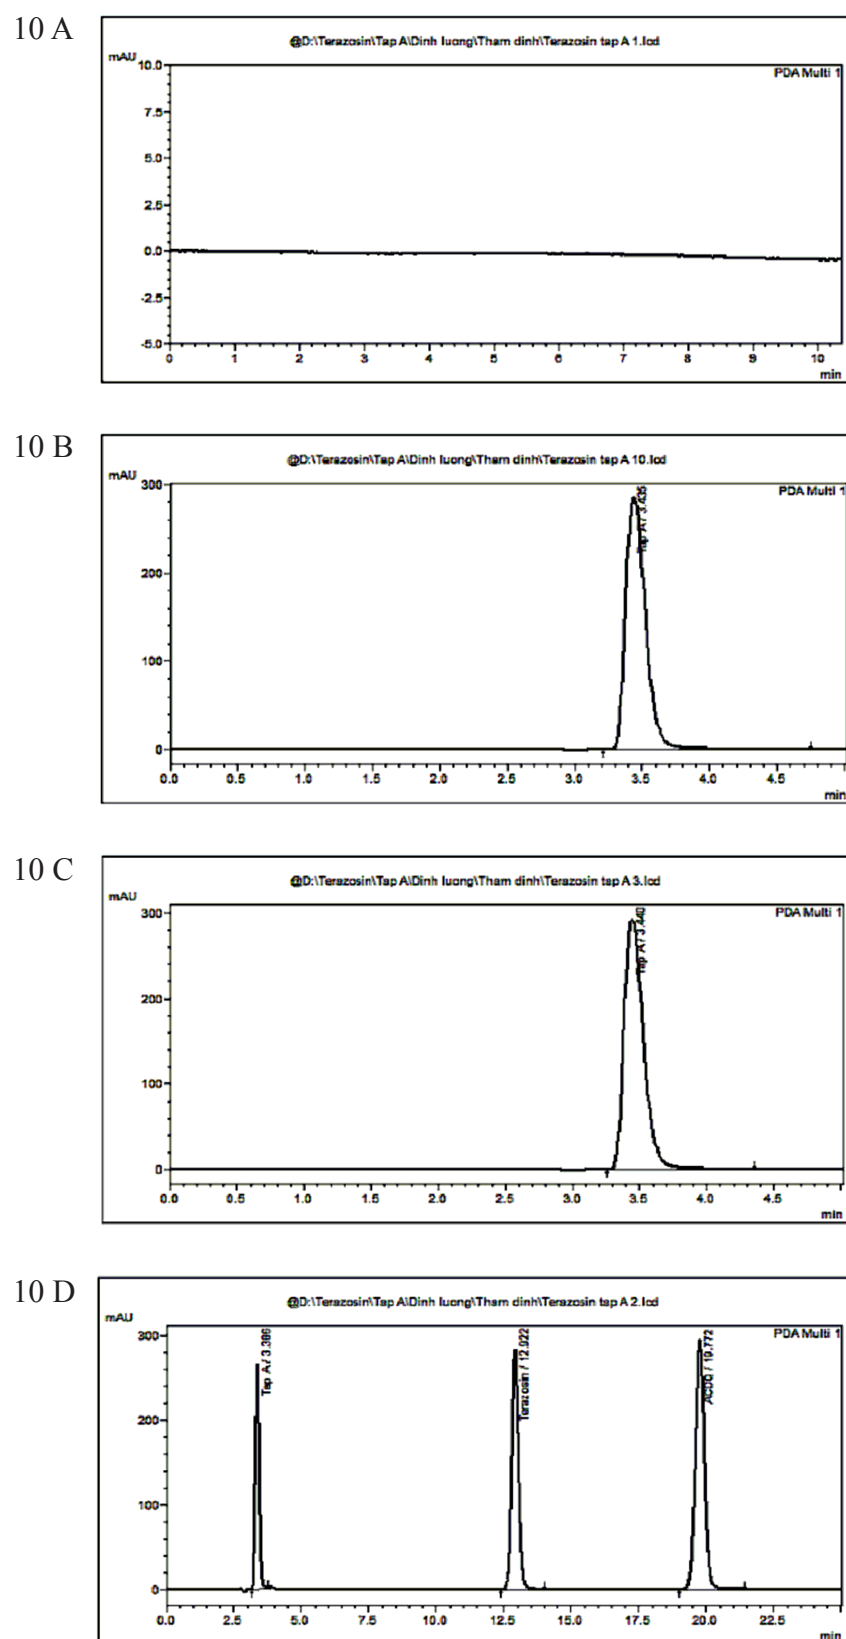 10 A
@D:\Terazosin\Tap A\Dinh luong\Tham dinh\Terazosin tap A 1.lcd
mAU
PDA Multi 1
10.0
7.5
5.0
2.5
0.0
-2.5
-5.0
0 1 2 3 4 5 6 7 8 9 10
min
10 B
@D:\Terazosin\Tap A\Dinh luong\Tham dinh\Terazosin tap A 10.lcd
mAU
PDA Multi 1
Tap A / 3.435
300
200
100
0
0.0 0.5 1.0 1.5 2.0 2.5 3.0 3.5 4.0 4.5
min
10 C
@D:\Terazosin\Tap A\Dinh luong\Tham dinh\Terazosin tap A 3.lcd
mAU
PDA Multi 1
Tap A / 3.440
300
200
100
0
0.0 0.5 1.0 1.5 2.0 2.5 3.0 3.5 4.0 4.5
min
10 D
@D:\Terazosin\Tap A\Dinh luong\Tham dinh\Terazosin tap A 2.lcd
mAU
PDA Multi 1
Tap A / 3.386
Terazosin / 12.922
/ 19.772
300
200
100
0
0.0 2.5 5.0 7.5 10.0 12.5 15.0 17.5 20.0 22.5
min